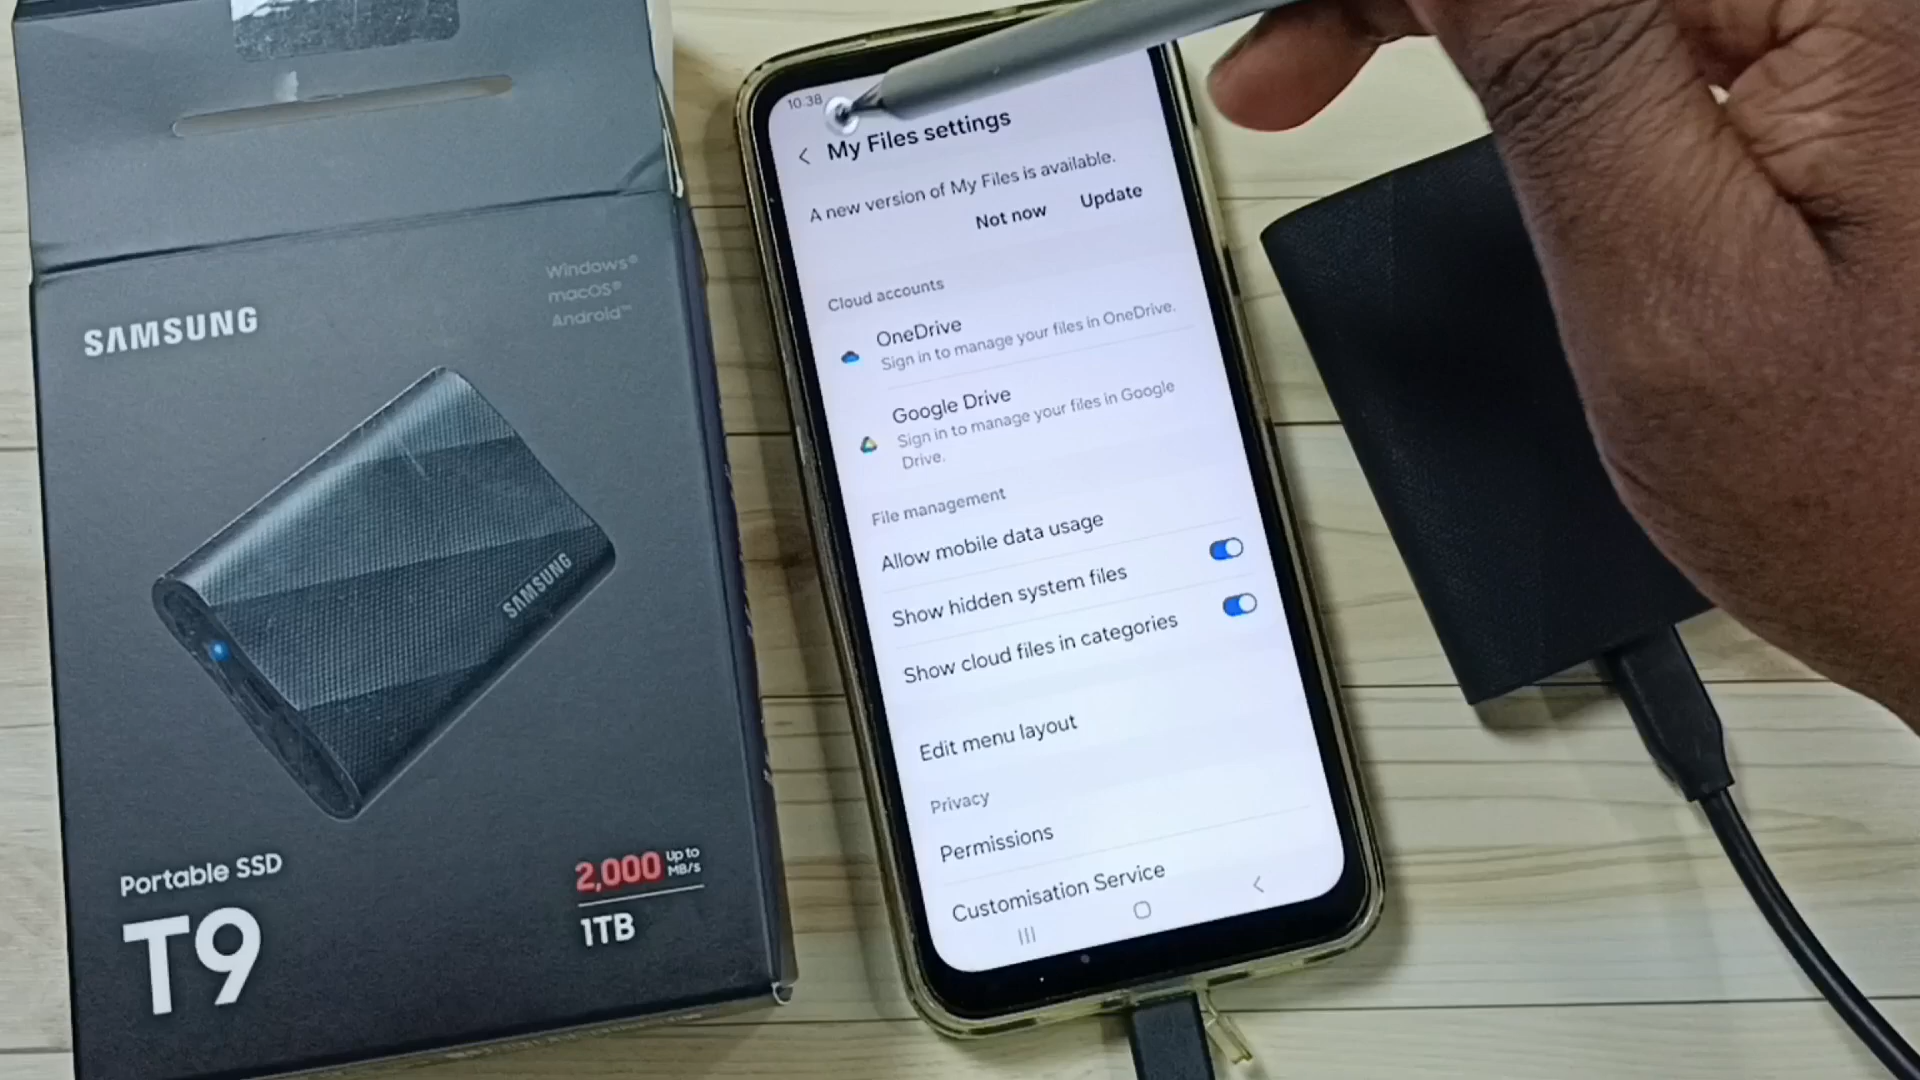 SAMSUNG
Windows®
macOS®
Android™
SAMSUNG
Portable SSD
T9
2,000 Up to MB/s
1TB
10:38
My Files settings
A new version of My Files is available.
Not now Update
Cloud accounts
OneDrive
Sign in to manage your files in OneDrive.
Google Drive
Sign in to manage your files in Google
Drive.
File management
Allow mobile data usage
Show hidden system files
Show cloud files in categories
Edit menu layout
Privacy
Permissions
Customisation Service